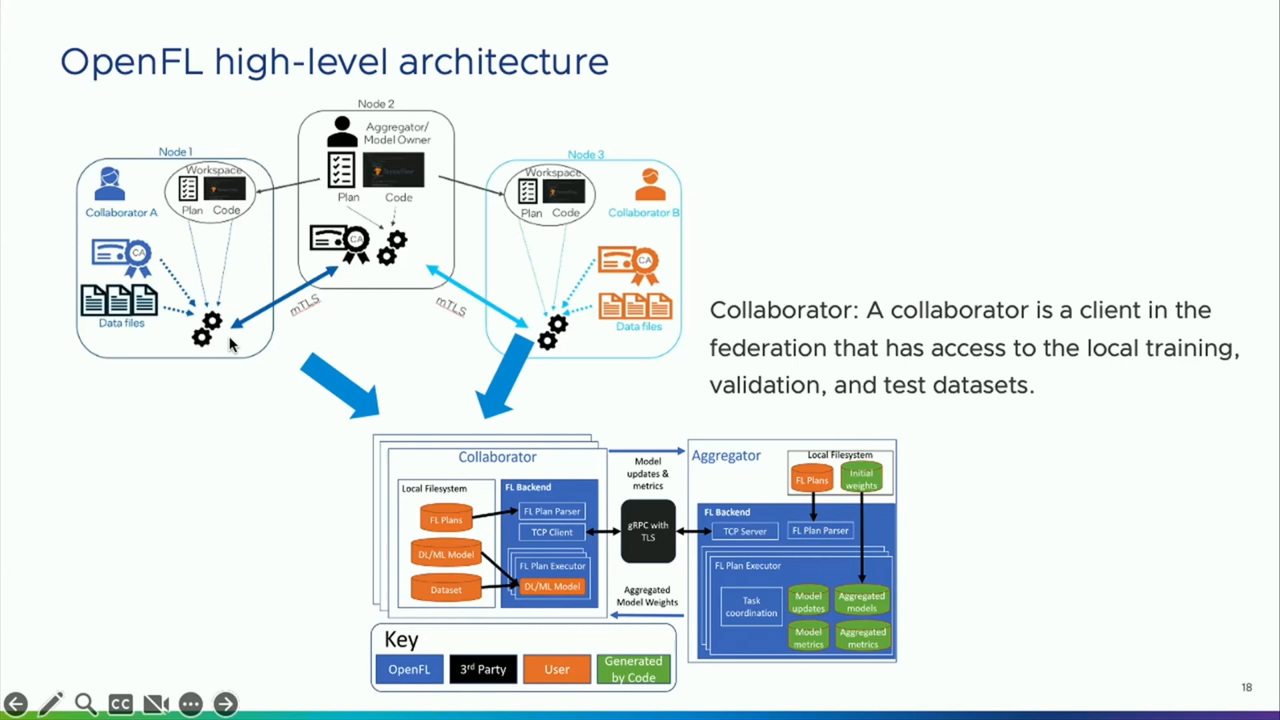 OpenFL high-level architecture
Node 2
Aggregator/
Model Owner
Plan
Code
CA
Node 1
Workspace
Plan
Code
Collaborator A
CA
Data files
mTLS
mTLS
Node 3
Workspace
Plan
Code
Collaborator B
CA
Data files
Collaborator: A collaborator is a client in the
federation that has access to the local training,
validation, and test datasets.
Collaborator
Local Filesystem
FL Plans
DL/ML Model
Dataset
FL Backend
FL Plan Parser
TCP Client
FL Plan Executor
DL/ML Model
Model
updates &
metrics
gRPC with
TLS
Aggregated
Model Weights
Aggregator
Local Filesystem
FL Plans
Initial
weights
FL Backend
TCP Server
FL Plan Parser
FL Plan Executor
Task
coordination
Model
updates
Aggregated
models
Model
metrics
Aggregated
metrics
Key
OpenFL
3rd Party
User
Generated
by Code
18
CC